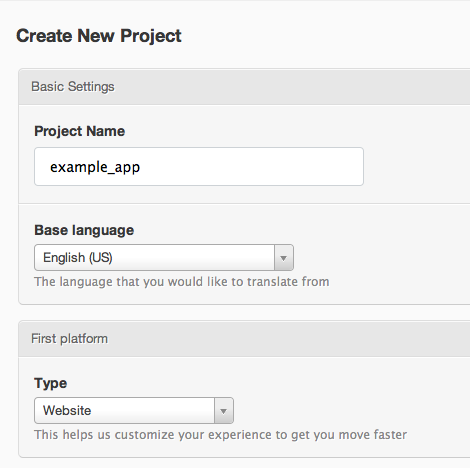 Create New Project
Basic Settings
Project Name
example_app
Base language
English (US)
The language that you would like to translate from
First platform
Type
Website
This helps us customize your experience to get you move faster